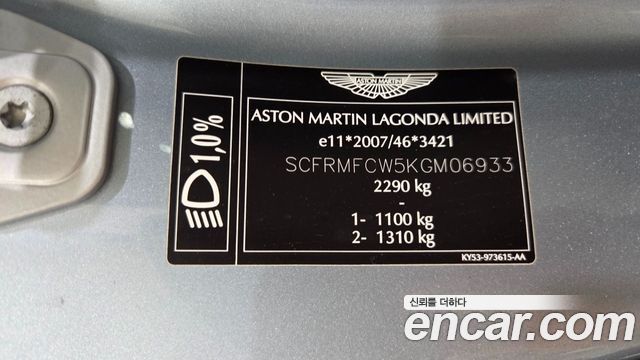 ASTON MARTIN
ASTON MARTIN LAGONDA LIMITED
e11*2007/46*3421
SCFRMFCW5KGM06933
2290 kg
-
1- 1100 kg
2- 1310 kg
1,0%
KY53-973615-AA
신뢰를 더하다
encar.com